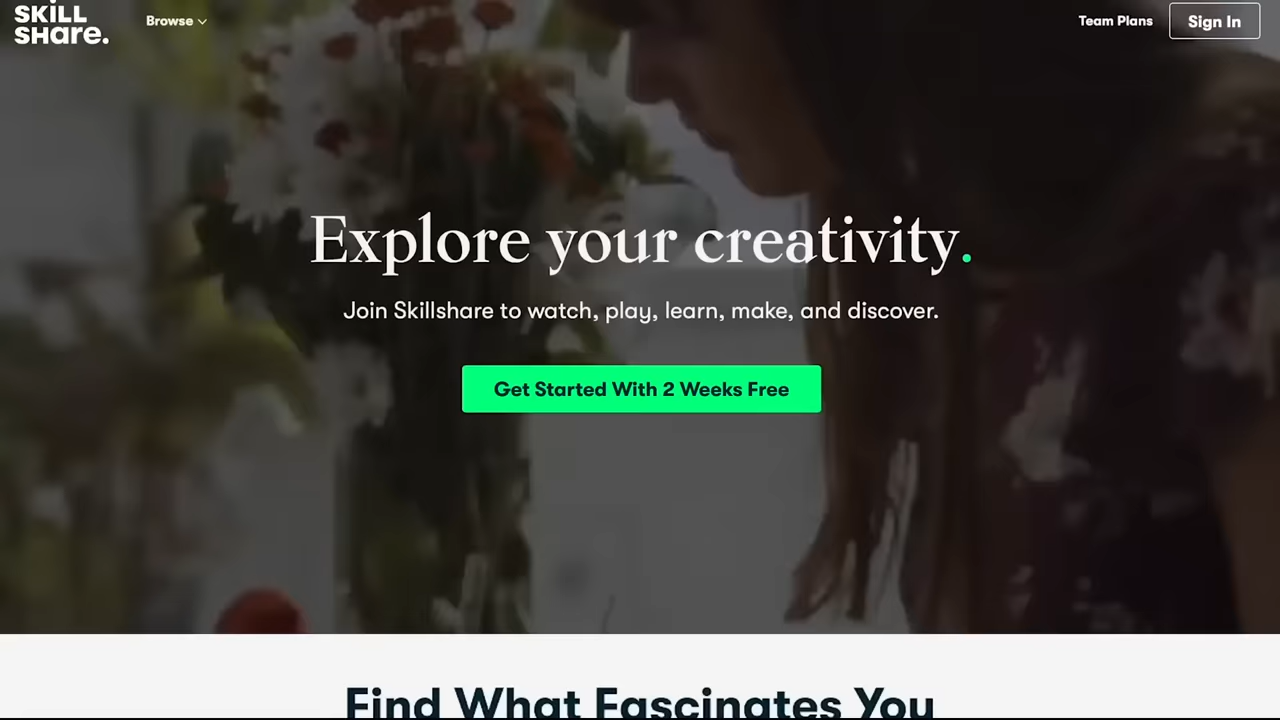 SKiLL
SHare.
Browse
Team Plans
Sign In
Explore your creativity.
Join Skillshare to watch, play, learn, make, and discover.
Get Started With 2 Weeks Free
Find What Fascinates You